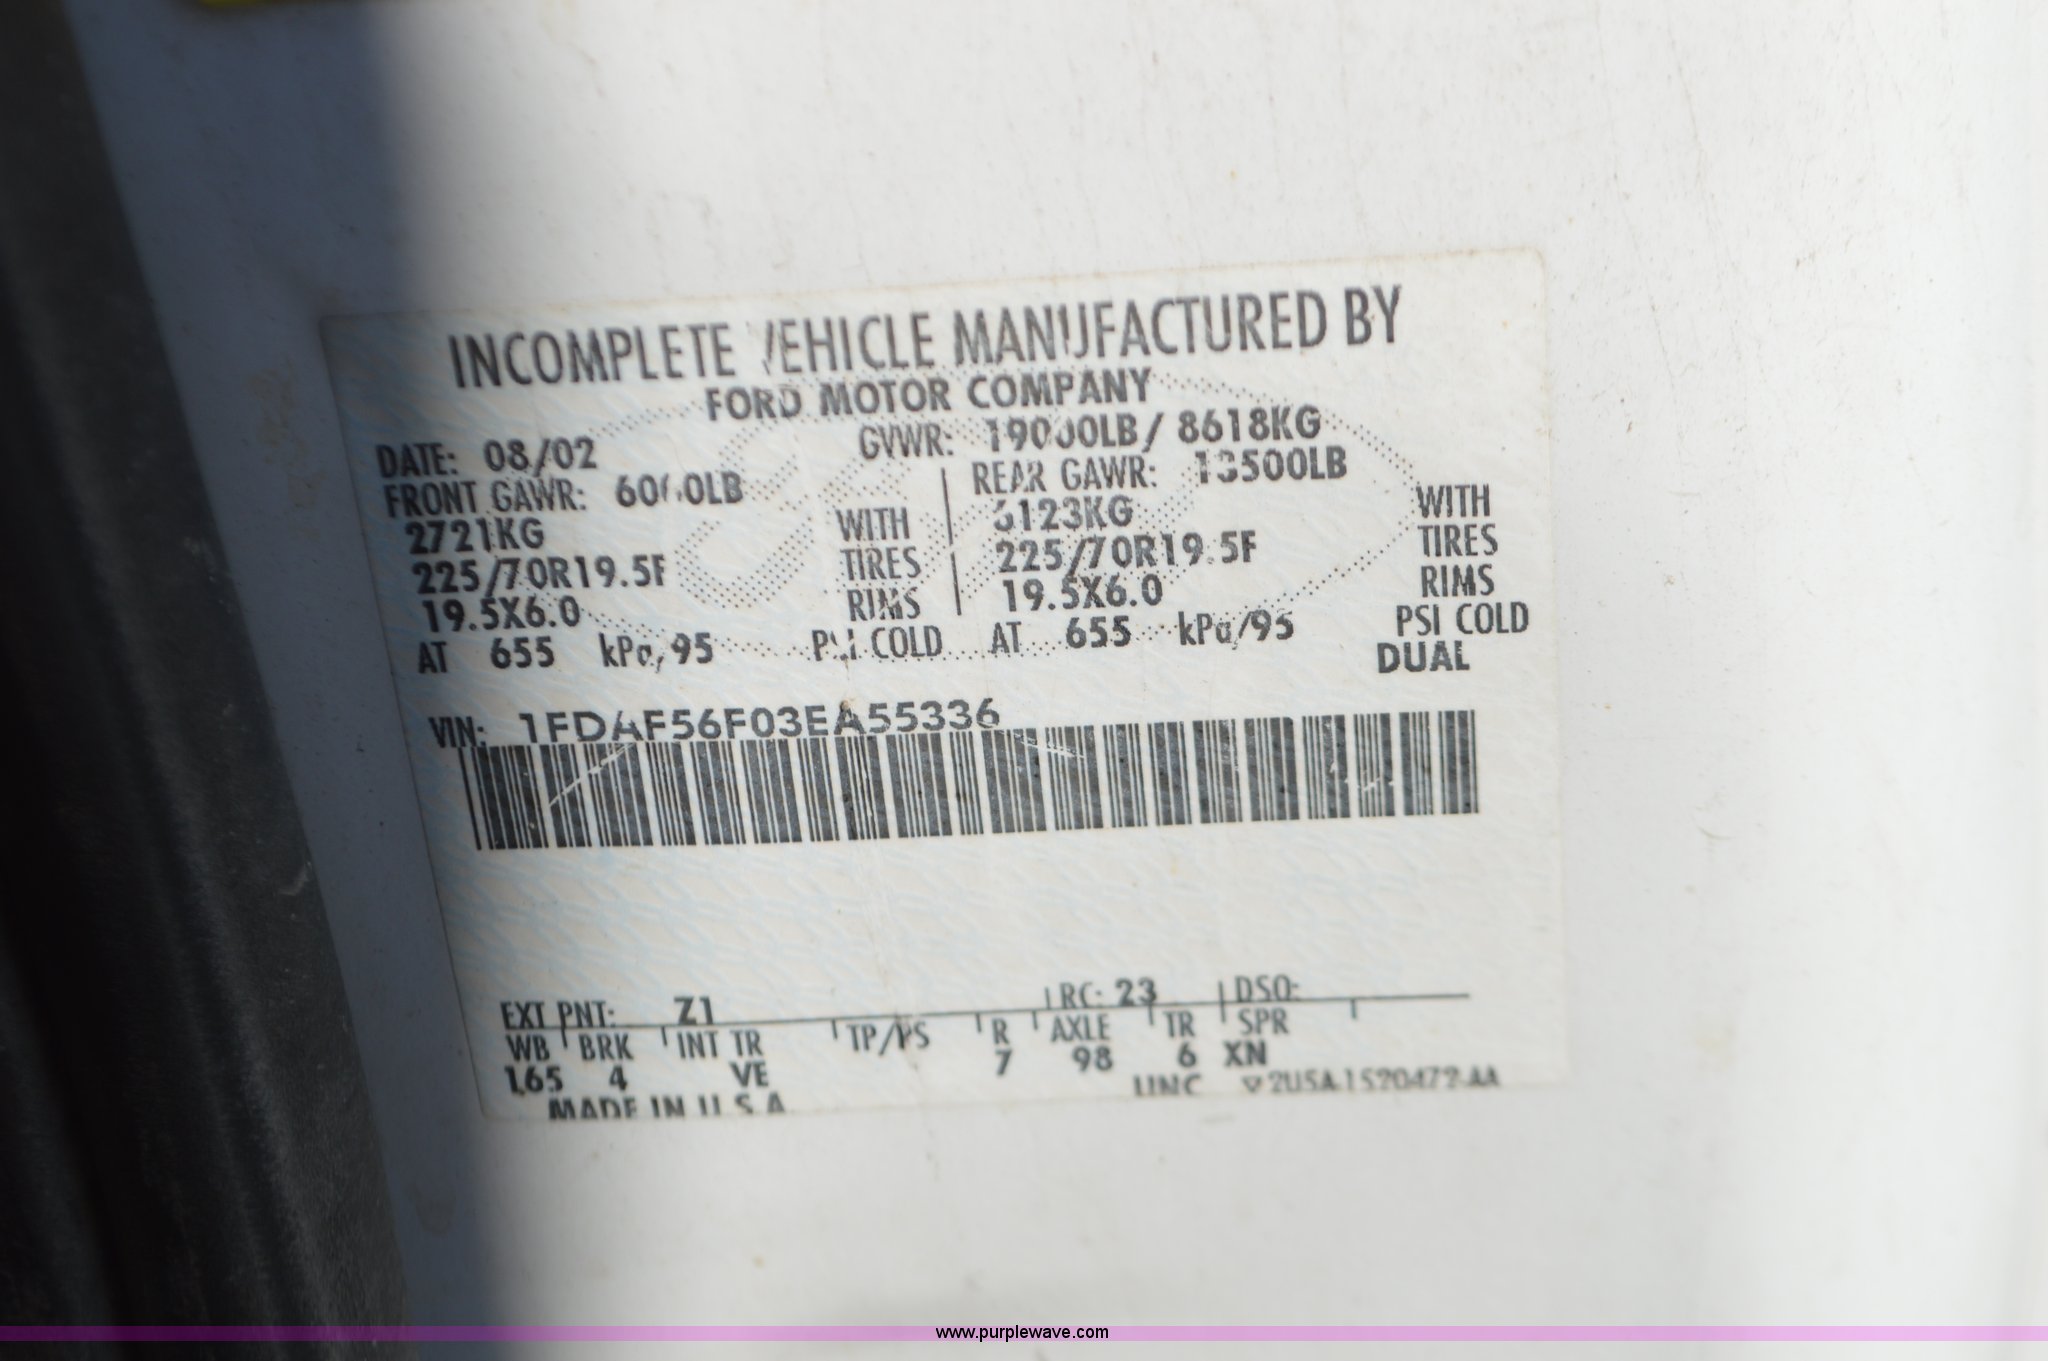 INCOMPLETE VEHICLE MANUFACTURED BY
FORD MOTOR COMPANY
DATE: 08/02 GVWR: 19000LB/ 8618KG
FRONT GAWR: 6000LB REAR GAWR: 13500LB
2721KG WITH 6123KG WITH
225/70R19.5F TIRES 225/70R19.5F TIRES
19.5X6.0 RIMS 19.5X6.0 RIMS
AT 655 kPa/95 PSI COLD AT 655 kPa/95 PSI COLD
DUAL
VIN: 1FDAF56F03EA55336
EXT PNT: Z1 RC: 23 DSO:
WB BRK INT TR TP/PS R AXLE TR SPR
165 4 VE 7 98 6 XN
MADE IN U.S.A. UNC
www.purplewave.com